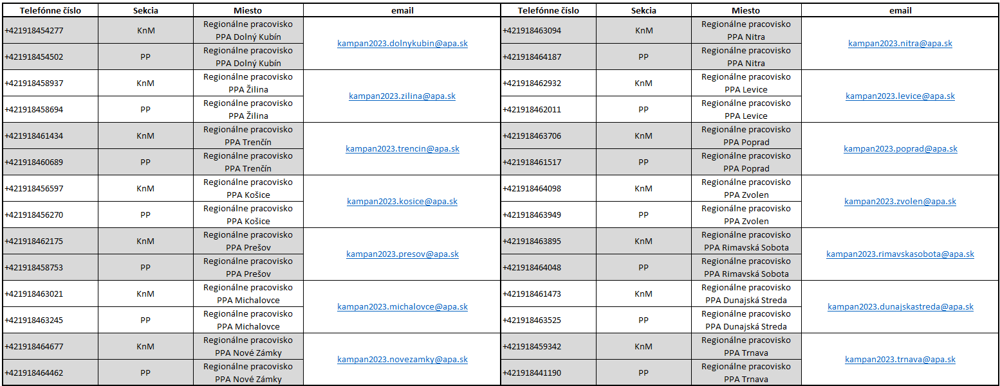 Telefónne číslo Sekcia Miesto email Telefónne číslo Sekcia Miesto email
+421918454277 KnM Regionálne pracovisko
PPA Dolný Kubín
kampan2023.dolnykubin@apa.sk
+421918454502 PP Regionálne pracovisko
PPA Dolný Kubín
+421918458937 KnM Regionálne pracovisko
PPA Žilina
kampan2023.zilina@apa.sk
+421918458694 PP Regionálne pracovisko
PPA Žilina
+421918461434 KnM Regionálne pracovisko
PPA Trenčín
kampan2023.trencin@apa.sk
+421918460689 PP Regionálne pracovisko
PPA Trenčín
+421918456597 KnM Regionálne pracovisko
PPA Košice
kampan2023.kosice@apa.sk
+421918456270 PP Regionálne pracovisko
PPA Košice
+421918462175 KnM Regionálne pracovisko
PPA Prešov
kampan2023.presov@apa.sk
+421918458753 PP Regionálne pracovisko
PPA Prešov
+421918463021 KnM Regionálne pracovisko
PPA Michalovce
kampan2023.michalovce@apa.sk
+421918463245 PP Regionálne pracovisko
PPA Michalovce
+421918464677 KnM Regionálne pracovisko
PPA Nové Zámky
kampan2023.novezamky@apa.sk
+421918464462 PP Regionálne pracovisko
PPA Nové Zámky
+421918463094 KnM Regionálne pracovisko
PPA Nitra
kampan2023.nitra@apa.sk
+421918464187 PP Regionálne pracovisko
PPA Nitra
+421918462932 KnM Regionálne pracovisko
PPA Levice
kampan2023.levice@apa.sk
+421918462011 PP Regionálne pracovisko
PPA Levice
+421918463706 KnM Regionálne pracovisko
PPA Poprad
kampan2023.poprad@apa.sk
+421918461517 PP Regionálne pracovisko
PPA Poprad
+421918464098 KnM Regionálne pracovisko
PPA Zvolen
kampan2023.zvolen@apa.sk
+421918463949 PP Regionálne pracovisko
PPA Zvolen
+421918463895 KnM Regionálne pracovisko
PPA Rimavská Sobota
kampan2023.rimavskasobota@apa.sk
+421918464048 PP Regionálne pracovisko
PPA Rimavská Sobota
+421918461473 KnM Regionálne pracovisko
PPA Dunajská Streda
kampan2023.dunajskastreda@apa.sk
+421918463525 PP Regionálne pracovisko
PPA Dunajská Streda
+421918459342 KnM Regionálne pracovisko
PPA Trnava
kampan2023.trnava@apa.sk
+421918441190 PP Regionálne pracovisko
PPA Trnava